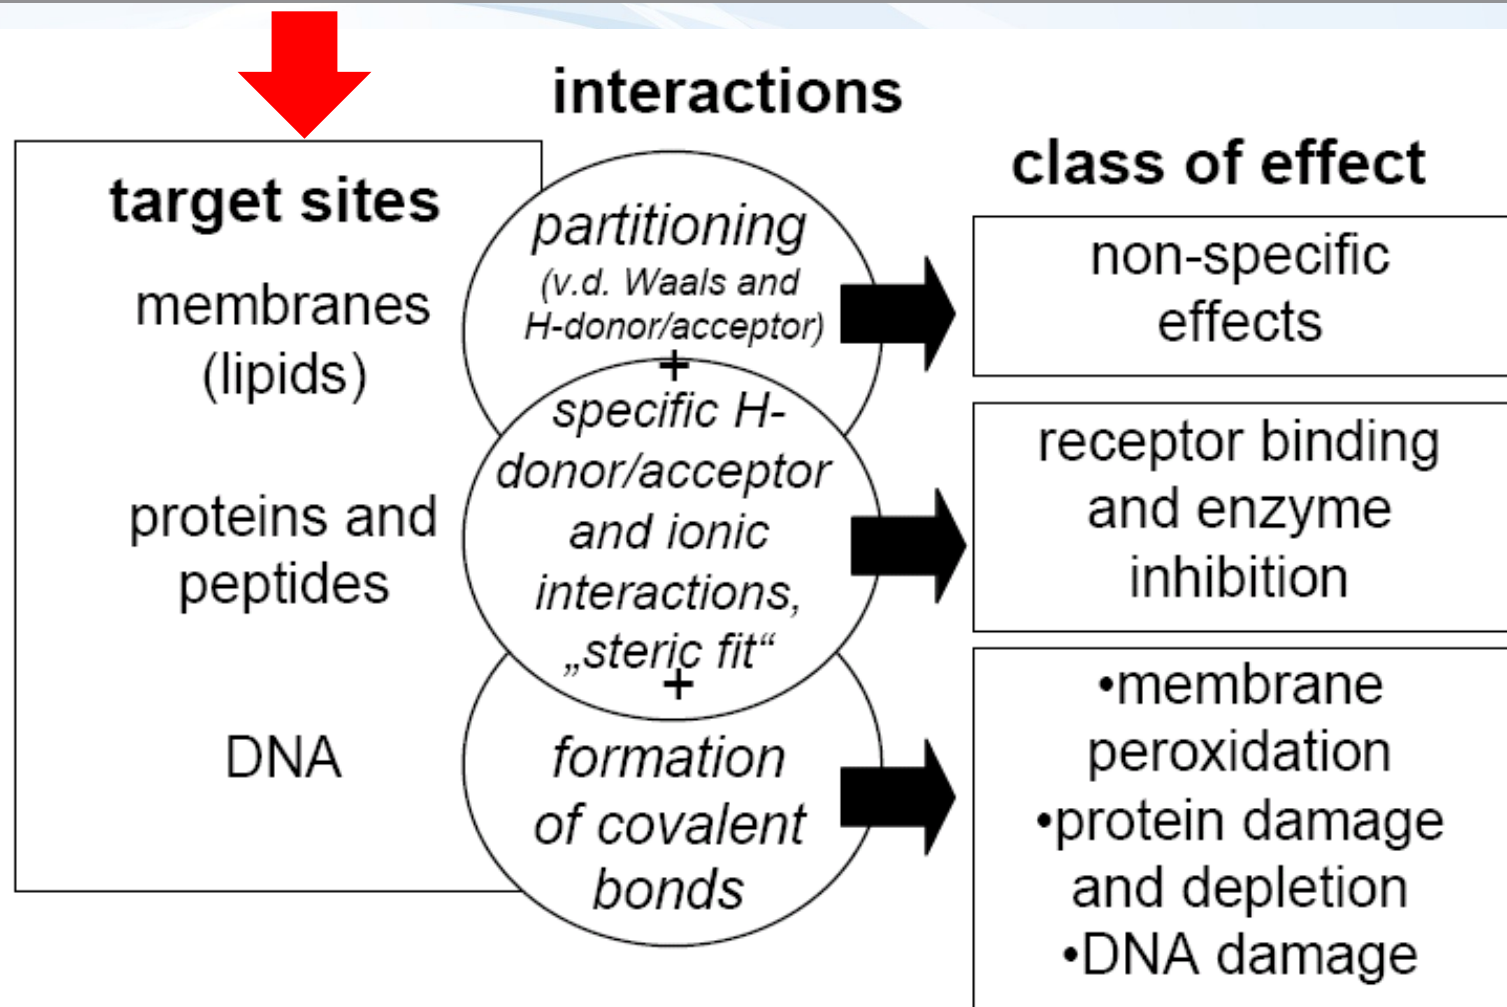 interactions
class of effect
target sites
membranes
(lipids)
proteins and
peptides
DNA
partitioning
(v.d. Waals and
H-donor/acceptor)
+
specific H-
donor/acceptor
and ionic
interactions,
„steric fit“
+
formation
of covalent
bonds
non-specific
effects
receptor binding
and enzyme
inhibition
•membrane
peroxidation
•protein damage
and depletion
•DNA damage